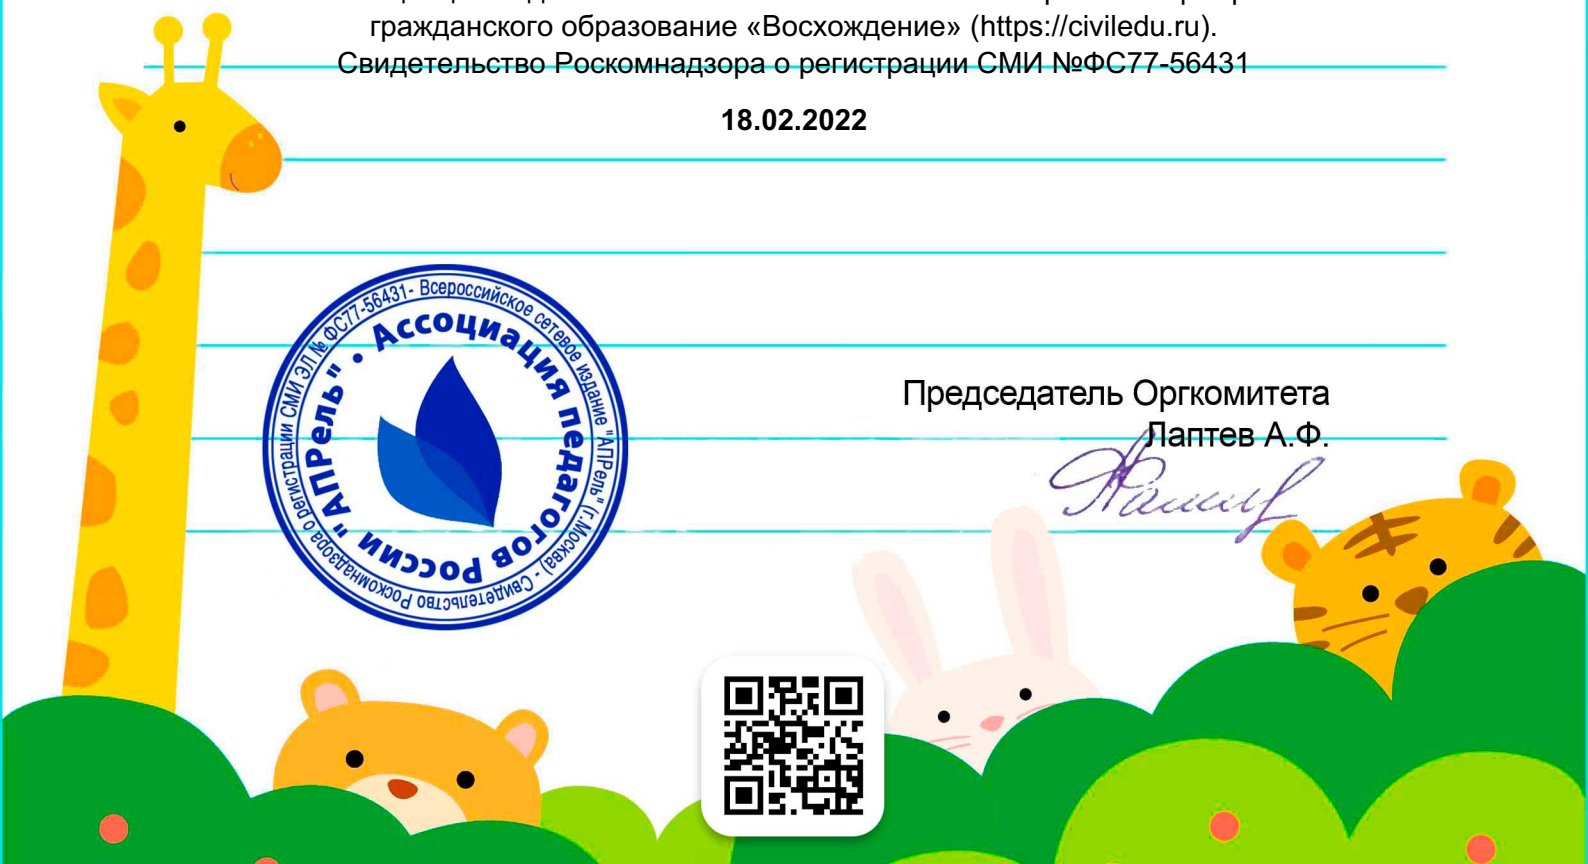 гражданского образование «Восхождение» (https://civiledu.ru).
Свидетельство Роскомнадзора о регистрации СМИ №ФС77-56431
18.02.2022
Всероссийское сетевое издание "АПРель" (г.Москва) - Свидетельство Роскомнадзора о регистрации СМИ ЭЛ № ФС77-56431-
Ассоциация педагогов России "АПРель" •
Председатель Оргкомитета
Лаптев А.Ф.